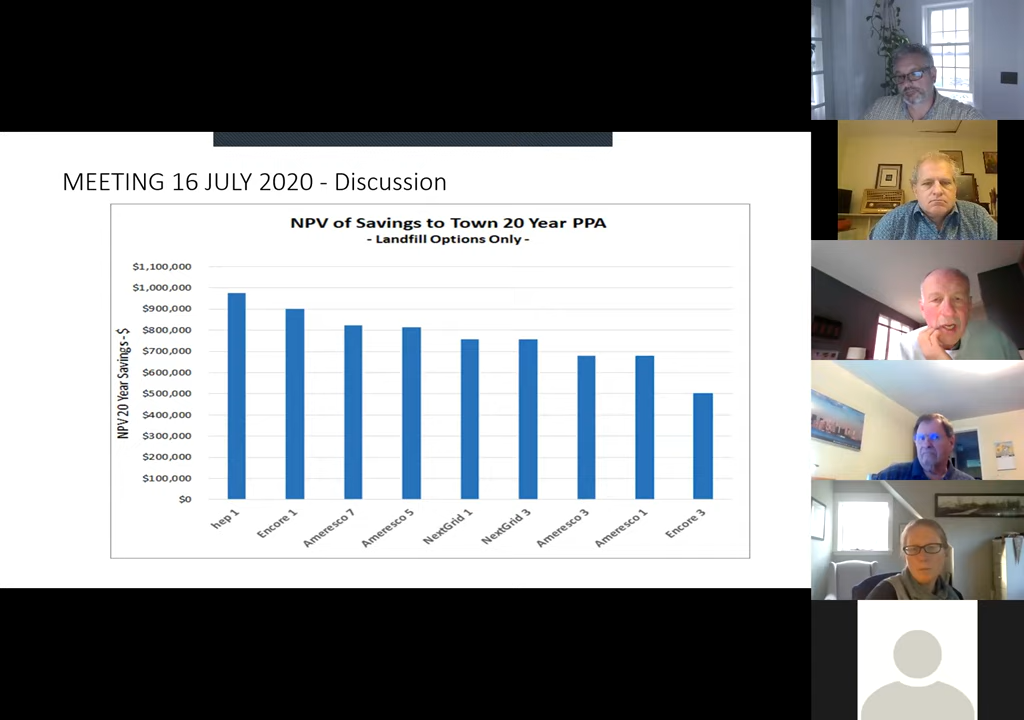 MEETING 16 JULY 2020 - Discussion
NPV of Savings to Town 20 Year PPA
- Landfill Options Only -
NPV 20 Year Savings - $
$1,100,000
$1,000,000
$900,000
$800,000
$700,000
$600,000
$500,000
$400,000
$300,000
$200,000
$100,000
$0
hep 1
Encore 1
Ameresco 7
Ameresco 5
NextGrid 1
NextGrid 3
Ameresco 3
Ameresco 1
Encore 3